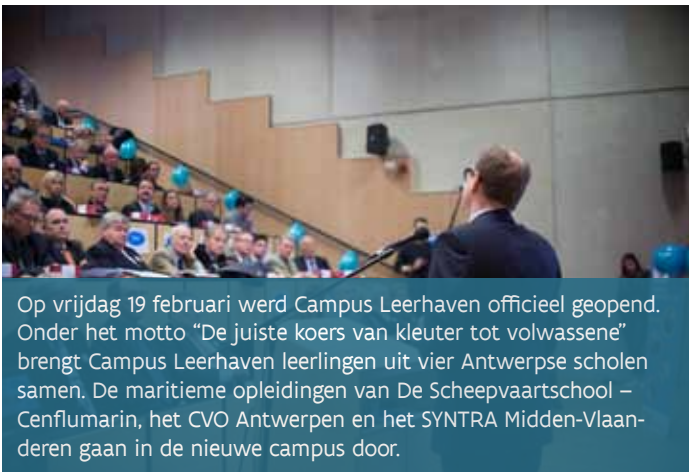 Op vrijdag 19 februari werd Campus Leerhaven officieel geopend.
Onder het motto “De juiste koers van kleuter tot volwassene”
brengt Campus Leerhaven leerlingen uit vier Antwerpse scholen
samen. De maritieme opleidingen van De Scheepvaartschool –
Cenflumarin, het CVO Antwerpen en het SYNTRA Midden-Vlaan-
deren gaan in de nieuwe campus door.